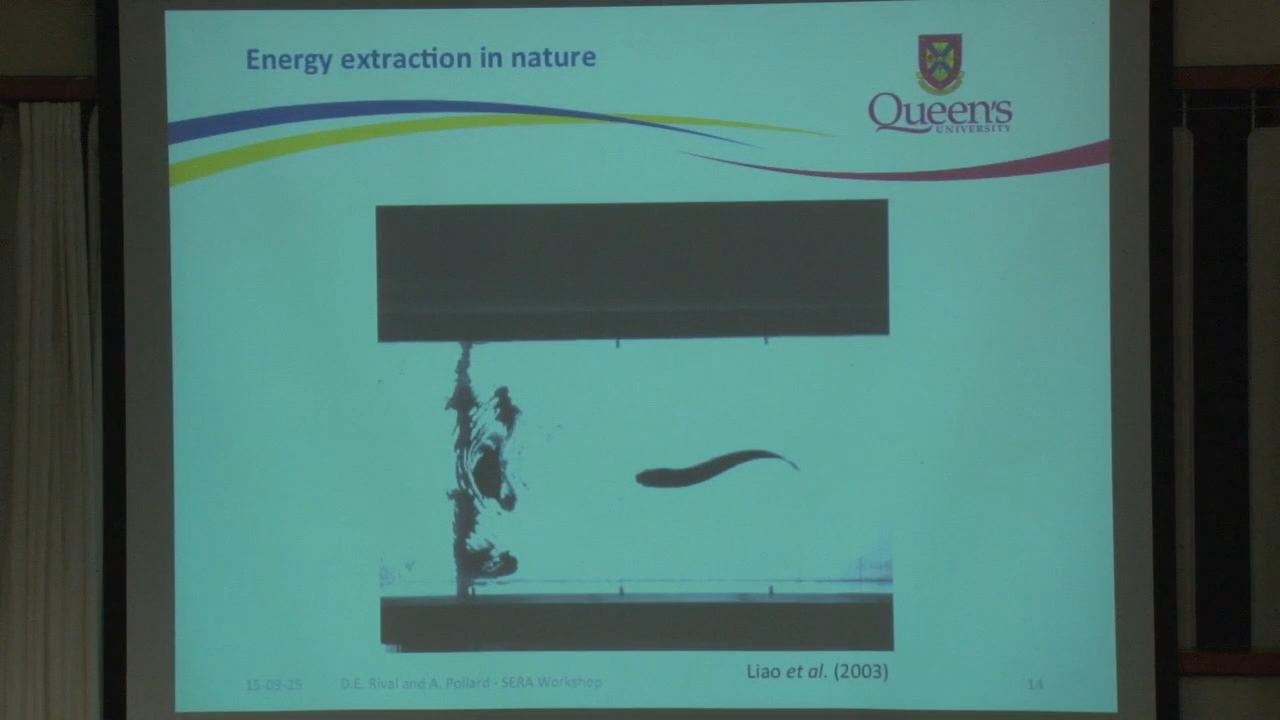 Energy extraction in nature
Queen's
UNIVERSITY
Liao et al. (2003)
15-09-25 D.E. Rival and A. Pollard - SERA Workshop 14